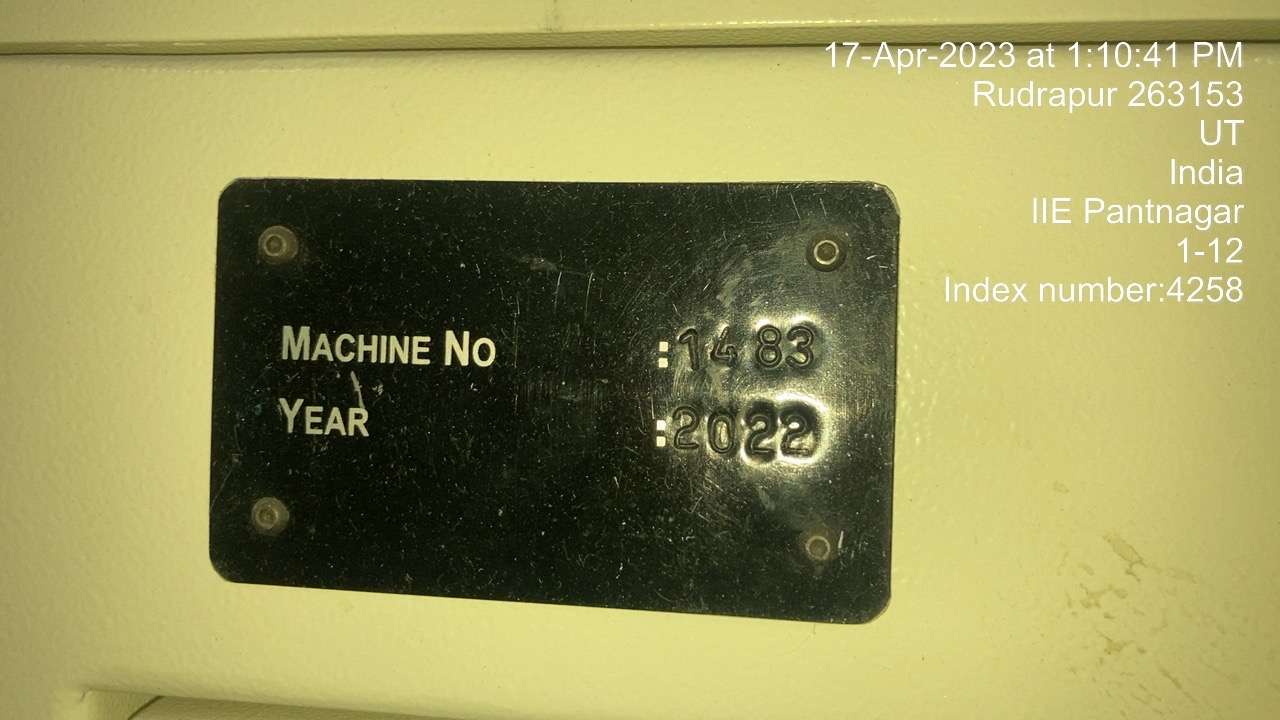 17-Apr-2023 at 1:10:41 PM
Rudrapur 263153
UT
India
IIE Pantnagar
1-12
Index number:4258
MACHINE NO :1483
YEAR :2022